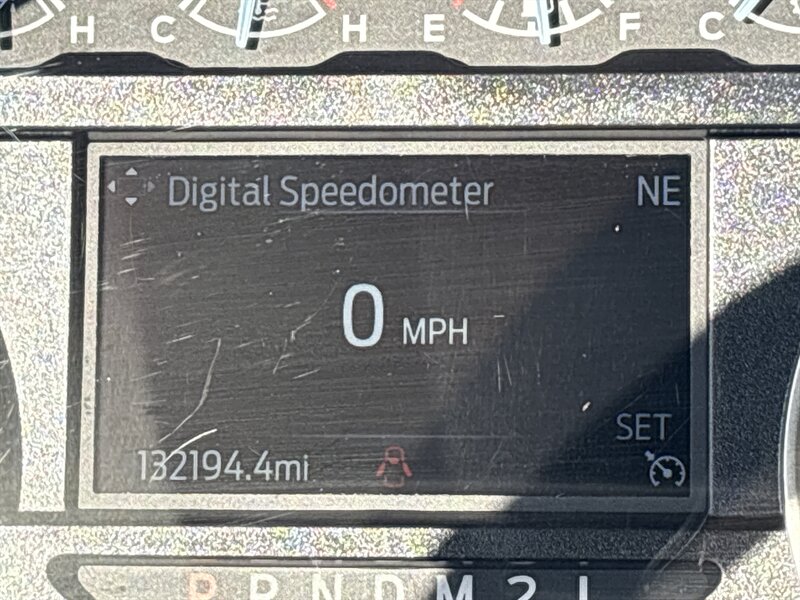 H C H E F C
Digital Speedometer NE
0 MPH
SET
132194.4mi
P R N D M 2 1